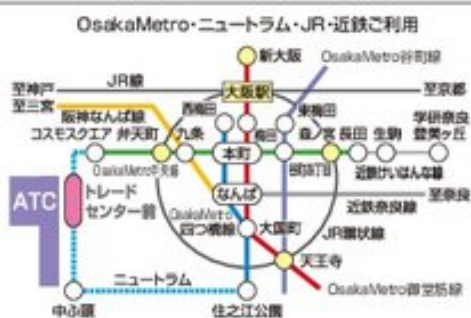 OsakaMetro・ニュートラム・JR・近鉄ご利用
新大阪
OsakaMetro谷町線
JR線
至神戸
大阪駅
至京都
至三宮
阪神なんば線
西梅田
東梅田
梅田
コスモスクエア
弁天町
九条
本町
谷町四丁目
森ノ宮
長田
生駒
学研奈良
登美ヶ丘
OsakaMetro中央線
近鉄けいはんな線
ATC
トレード
センター前
なんば
至奈良
近鉄奈良線
OsakaMetro
四つ橋線
大国町
JR環状線
天王寺
ニュートラム
OsakaMetro御堂筋線
中ふ頭
住之江公園